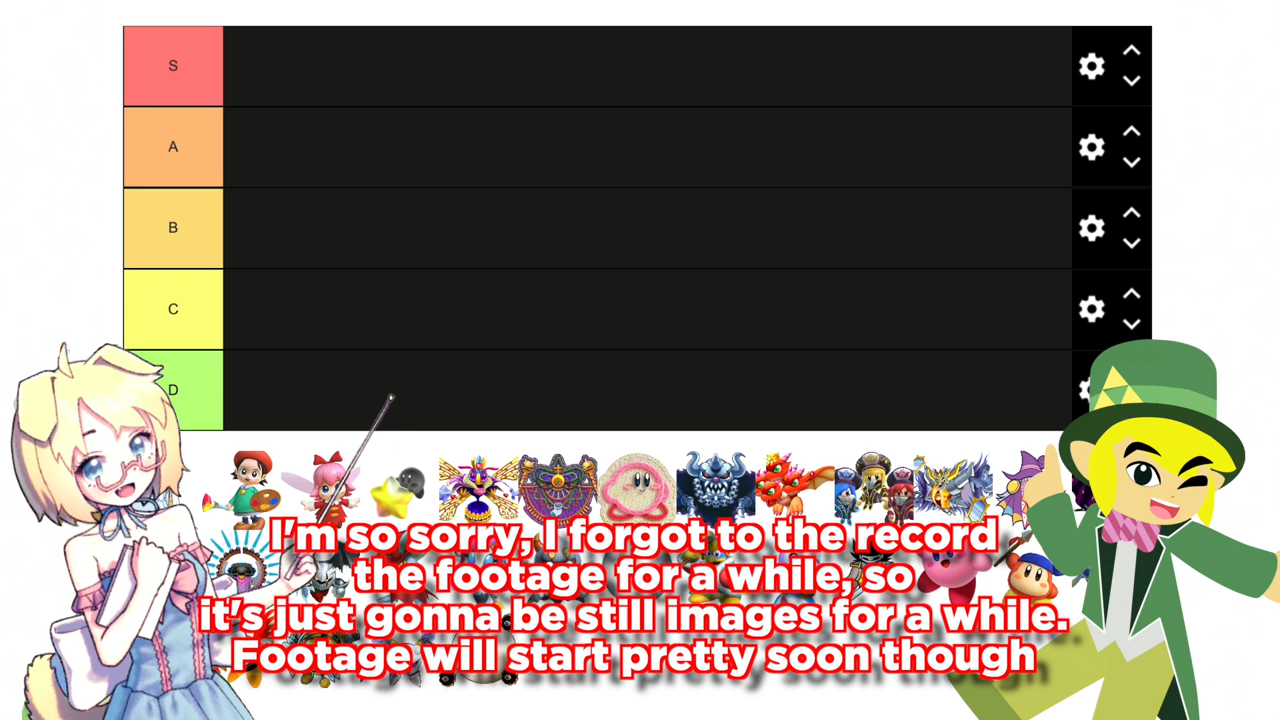 S
A
B
C
D
I'm so sorry, I forgot to the record
the footage for a while, so
it's just gonna be still images for a while.
Footage will start pretty soon though